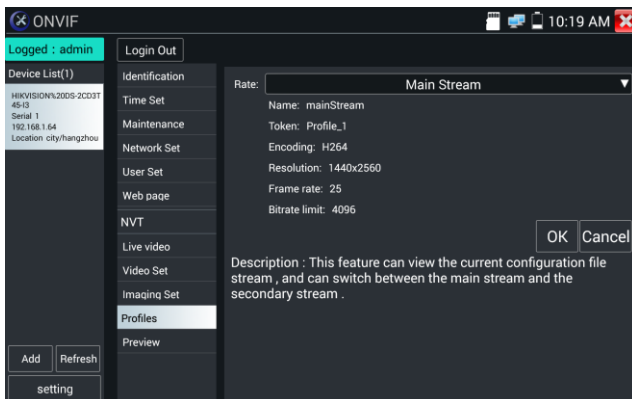 ONVIF
10:19 AM
Logged : admin
Login Out
Device List(1)
HIKVISION%20DS-2CD3T
45-I3
Serial 1
192.168.1.64
Location city/hangzhou
Add
Refresh
setting
Identification
Time Set
Maintenance
Network Set
User Set
Web page
NVT
Live video
Video Set
Imaging Set
Profiles
Preview
Rate:
Main Stream
Name: mainStream
Token: Profile_1
Encoding: H264
Resolution: 1440x2560
Frame rate: 25
Bitrate limit: 4096
OK
Cancel
Description : This feature can view the current configuration file
stream , and can switch between the main stream and the
secondary stream .